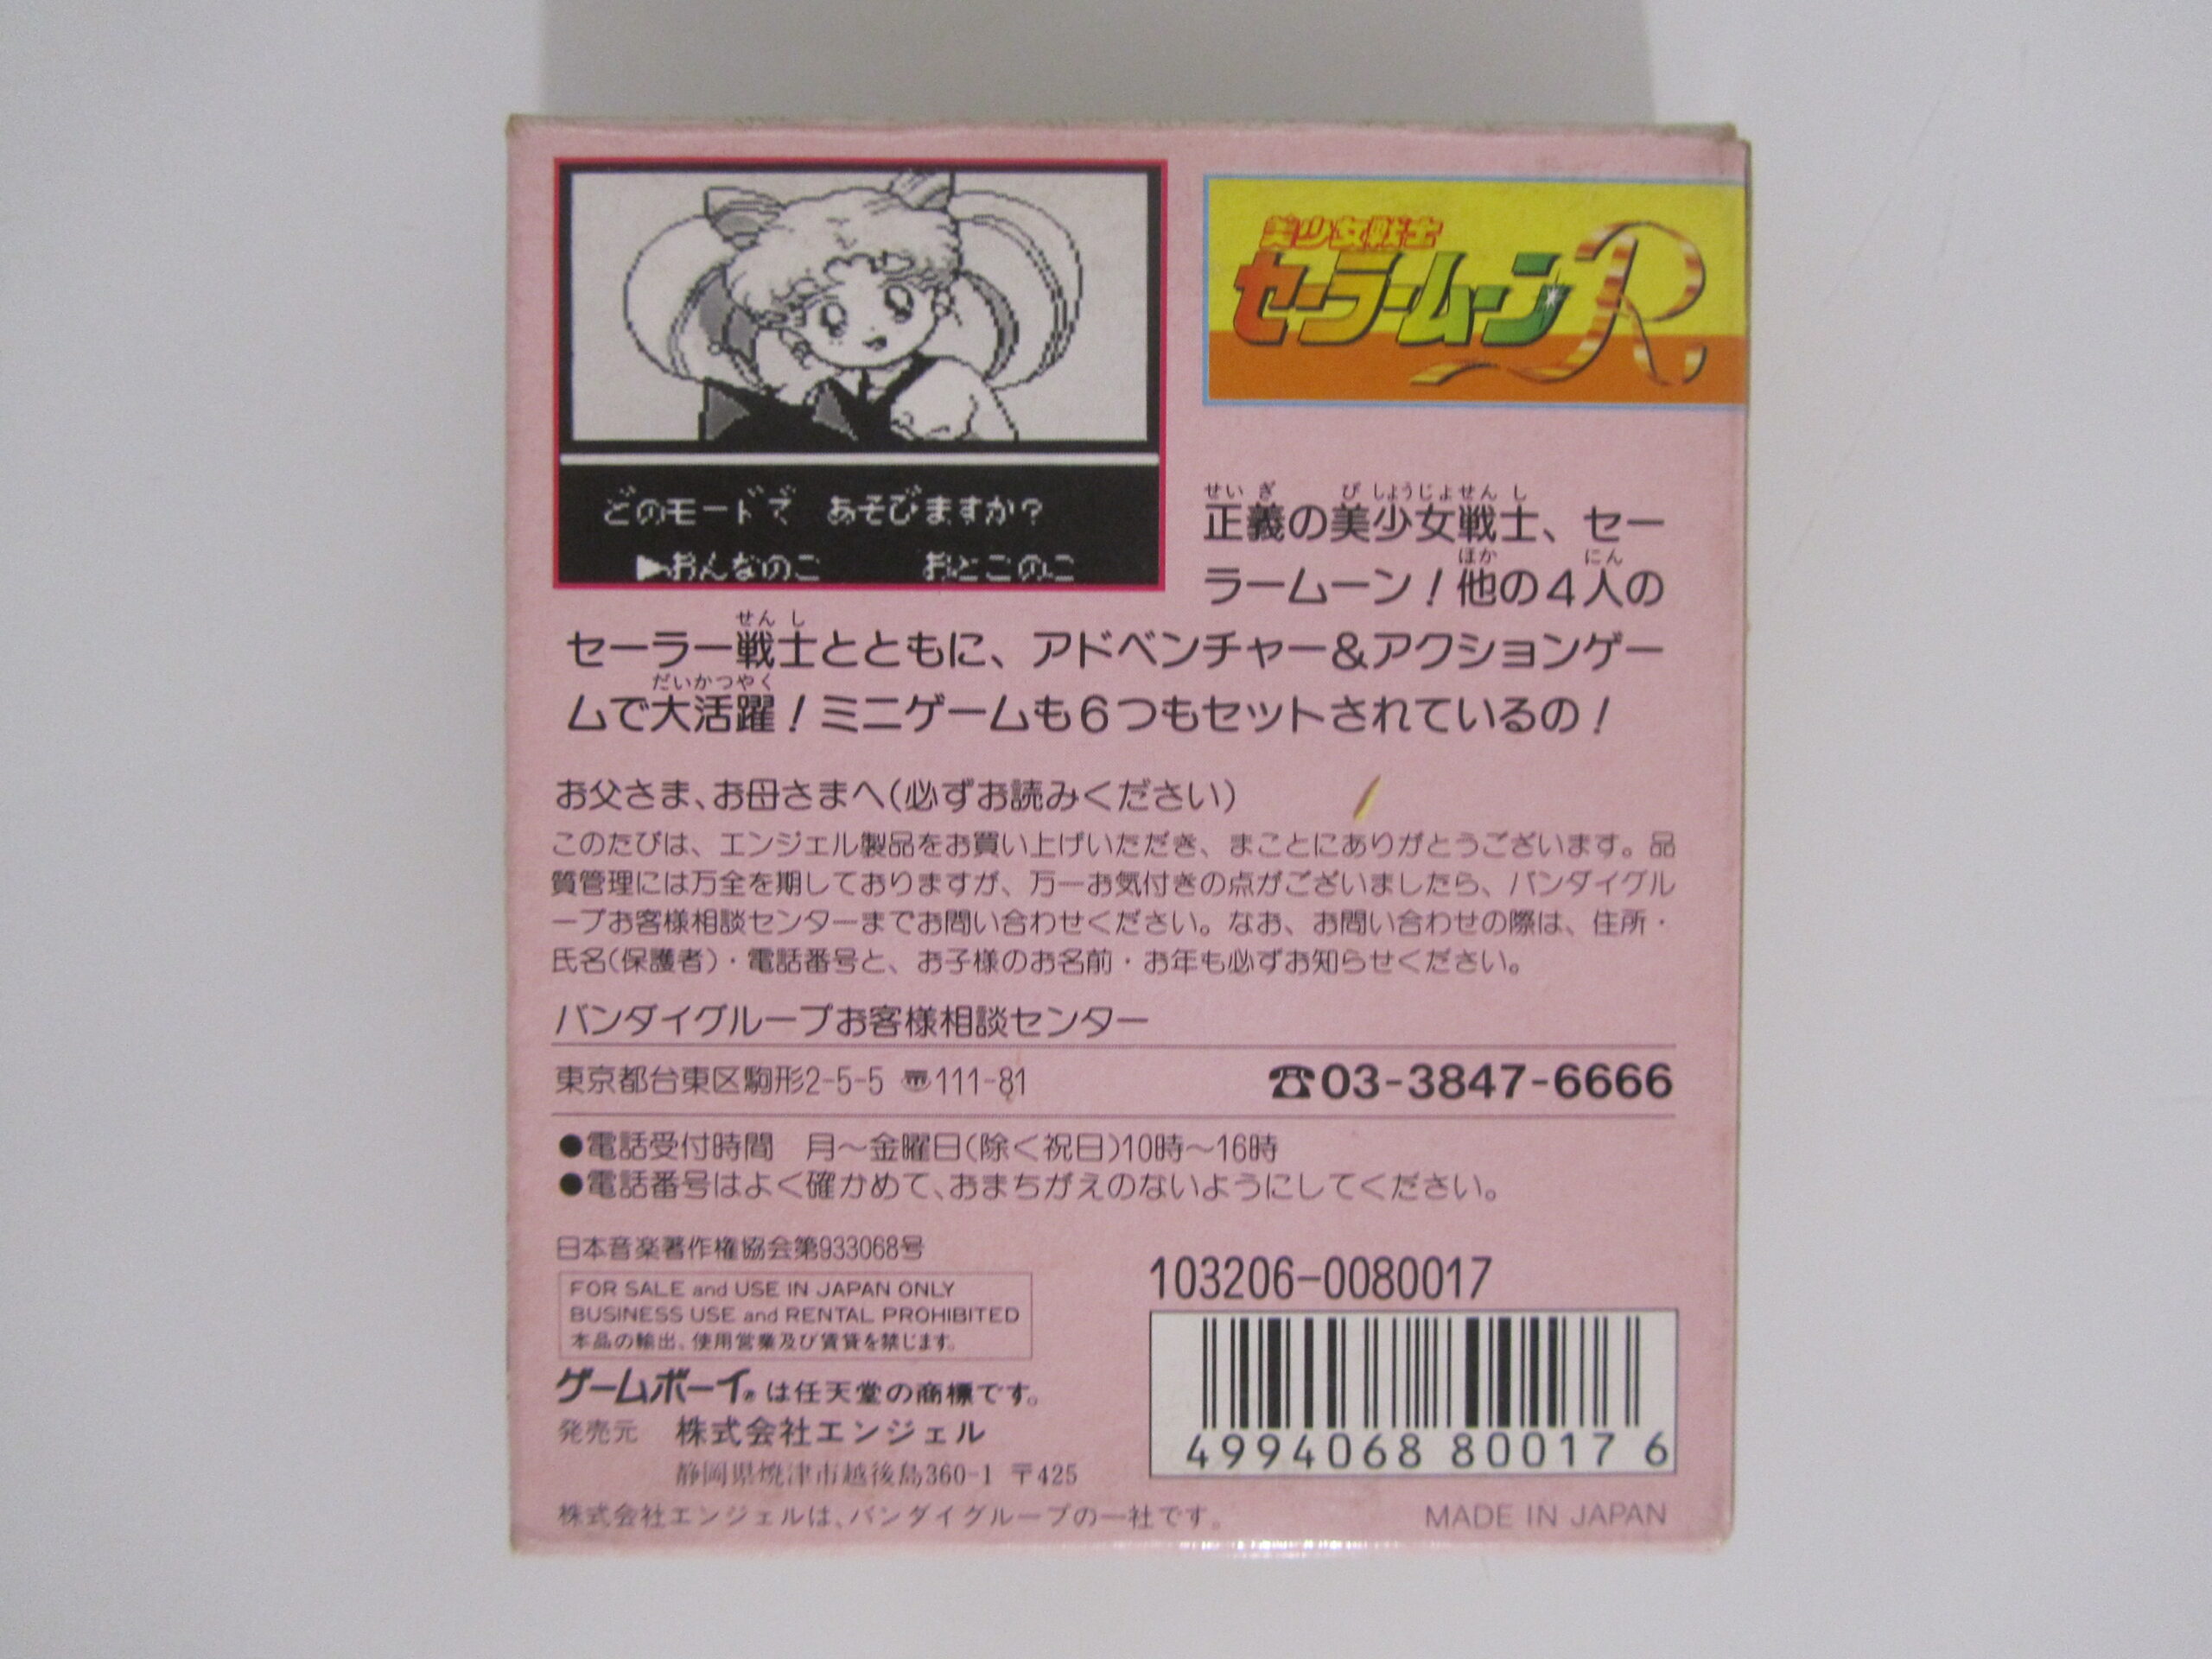 美少女戦士
セーラームーンR
どのモードで あそびますか?
▶おんなのこ おとこのこ
せいぎ びしょうじょせんし
正義の美少女戦士、セー
ほか にん
ラームーン!他の4人の
せんし
セーラー戦士とともに、アドベンチャー&アクションゲー
だいかつやく
ムで大活躍!ミニゲームも6つもセットされているの!
お父さま、お母さまへ(必ずお読みください)
このたびは、エンジェル製品をお買い上げいただき、まことにありがとうございます。品
質管理には万全を期しておりますが、万一お気付きの点がございましたら、バンダイグル
ープお客様相談センターまでお問い合わせください。なお、お問い合わせの際は、住所・
氏名(保護者)・電話番号と、お子様のお名前・お年も必ずお知らせください。
バンダイグループお客様相談センター
東京都台東区駒形2-5-5 〠111-81 ☎03-3847-6666
●電話受付時間 月〜金曜日(除く祝日)10時〜16時
●電話番号はよく確かめて、おまちがえのないようにしてください。
日本音楽著作権協会第933068号
FOR SALE and USE IN JAPAN ONLY
BUSINESS USE and RENTAL PROHIBITED
本品の輸出、使用営業及び賃貸を禁じます。
ゲームボーイ®は任天堂の商標です。
発売元 株式会社エンジェル
静岡県焼津市越後島360-1 〒425
株式会社エンジェルは、バンダイグループの一社です。
103206-0080017
4994068 80017 6
MADE IN JAPAN